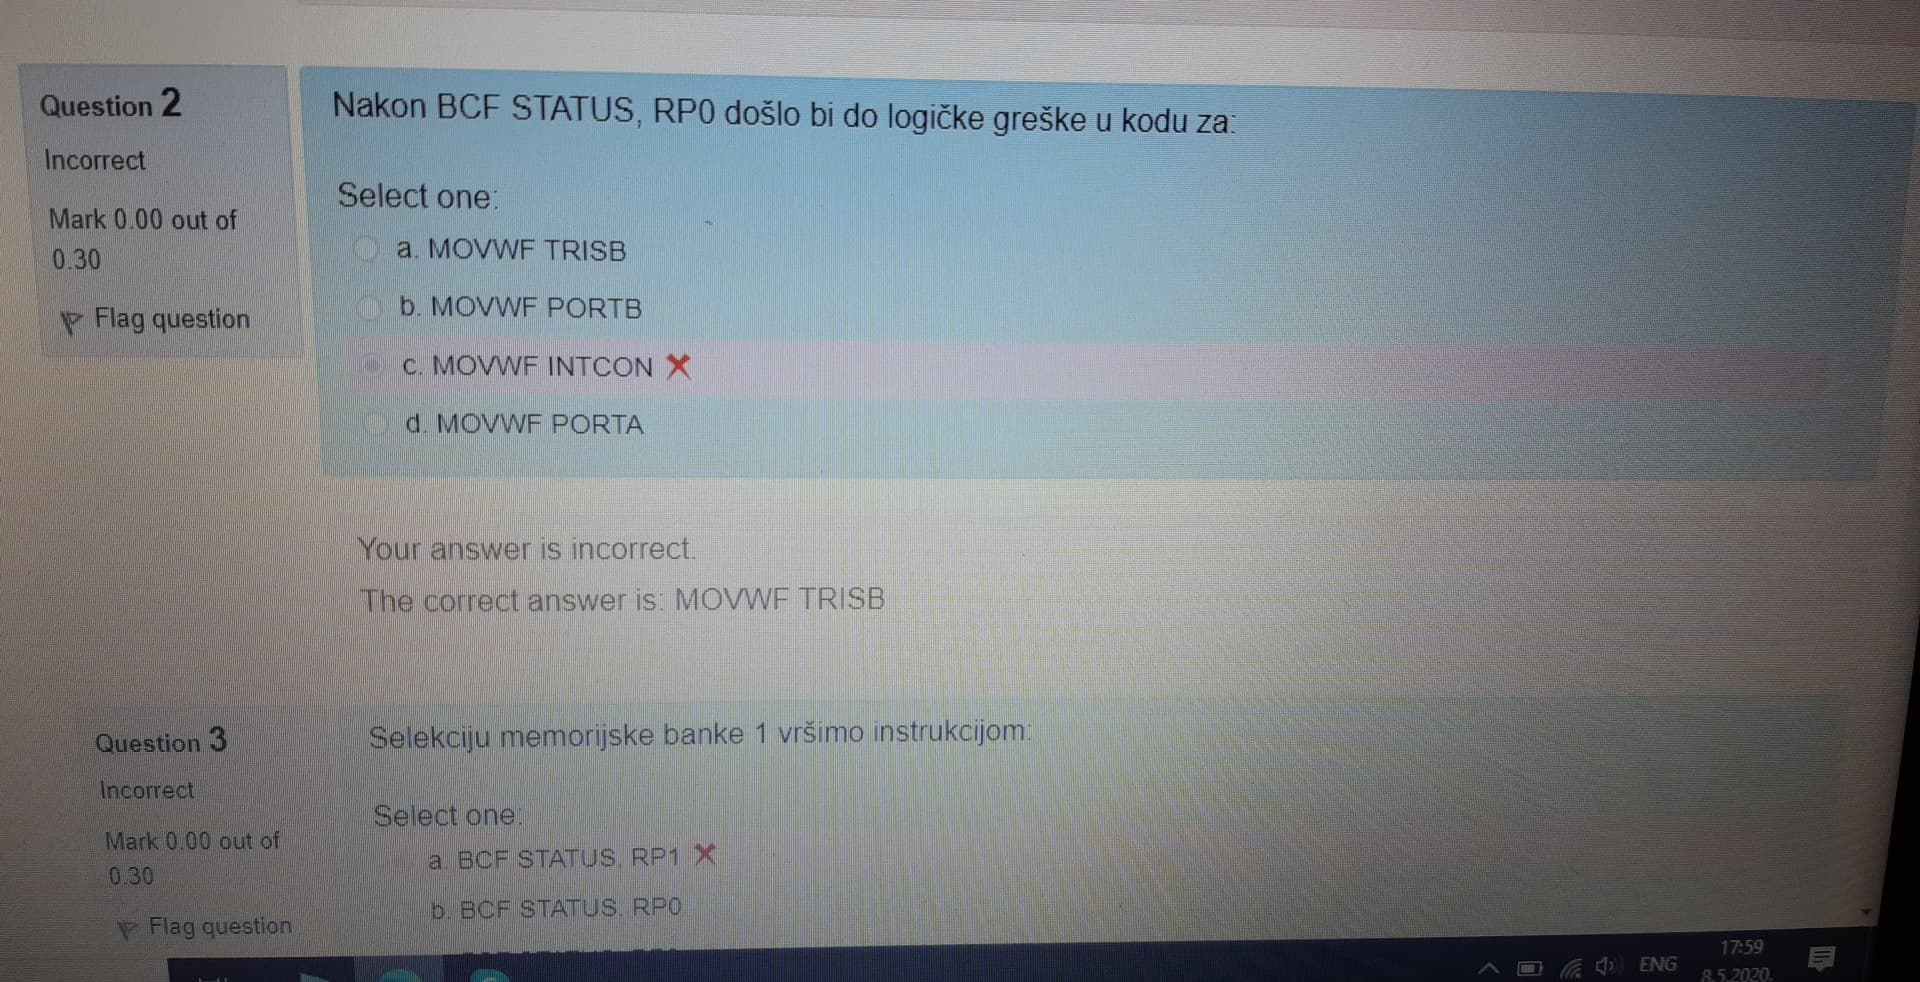 Question 2
Incorrect
Mark 0.00 out of
0.30
Flag question
Nakon BCF STATUS, RP0 došlo bi do logičke greške u kodu za:
Select one:
a. MOVWF TRISB
b. MOVWF PORTB
c. MOVWF INTCON
d. MOVWF PORTA
Your answer is incorrect.
The correct answer is: MOVWF TRISB
Question 3
Incorrect
Mark 0.00 out of
0.30
Flag question
Selekciju memorijske banke 1 vršimo instrukcijom:
Select one:
a. BCF STATUS, RP1
b. BCF STATUS, RP0
ENG
17:59
8.5.2020.